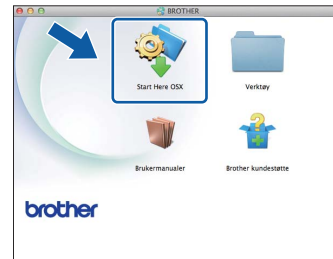 BROTHER
Start Here OSX
Verktøy
Brukermanualer
Brother kundestøtte
brother